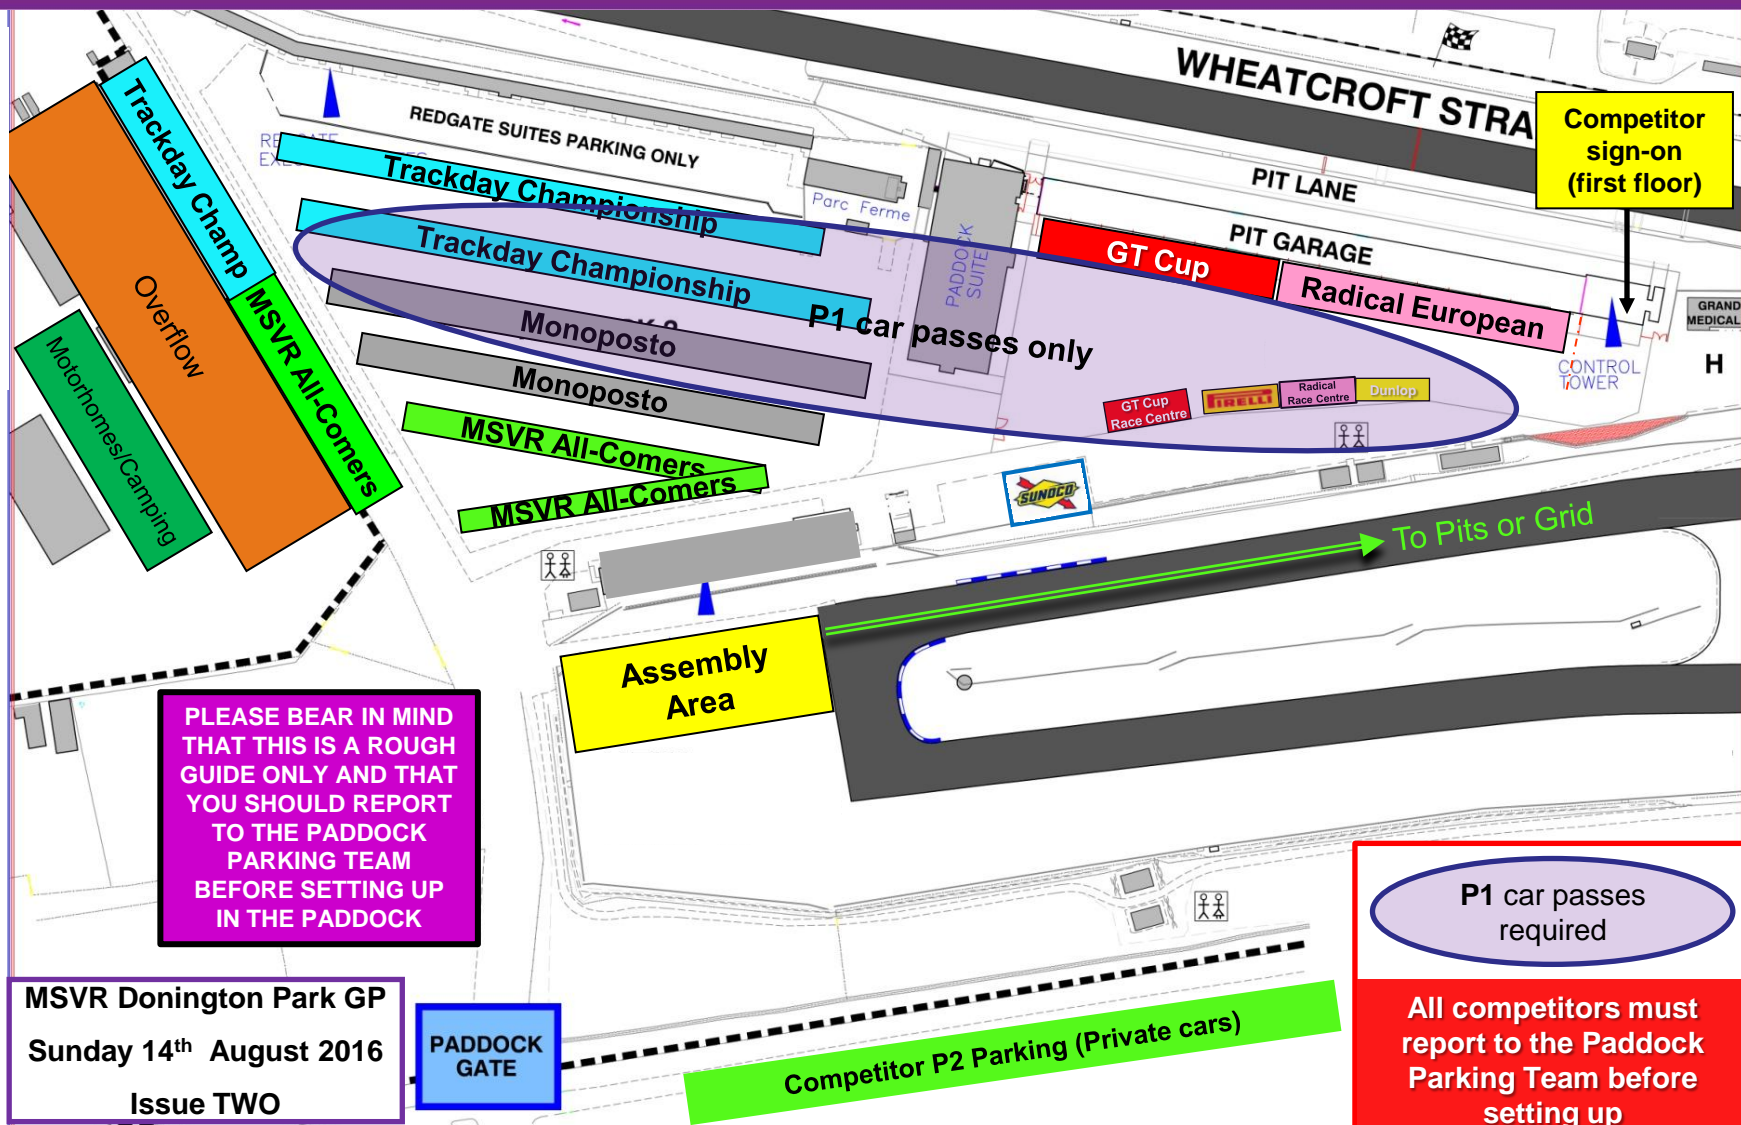 WHEATCROFT STRA
Competitor
sign-on
(first floor)
REDGATE SUITES PARKING ONLY
Trackday Champ
Trackday Championship
Parc Ferme
PIT LANE
PIT GARAGE
PADDOCK
SUITE
GT Cup
Radical European
Trackday Championship
P1 car passes only
Monoposto
Monoposto
GRAND
MEDICAL
H
CONTROL
TOWER
Overflow
MSVR All-Comers
Motorhomes/Camping
GT Cup
Race Centre
PIRELLI
Radical
Race Centre
Dunlop
MSVR All-Comers
MSVR All-Comers
SUNOCO
To Pits or Grid
Assembly
Area
PLEASE BEAR IN MIND
THAT THIS IS A ROUGH
GUIDE ONLY AND THAT
YOU SHOULD REPORT
TO THE PADDOCK
PARKING TEAM
BEFORE SETTING UP
IN THE PADDOCK
P1 car passes
required
MSVR Donington Park GP
Sunday 14th August 2016
Issue TWO
PADDOCK
GATE
Competitor P2 Parking (Private cars)
All competitors must
report to the Paddock
Parking Team before
setting up